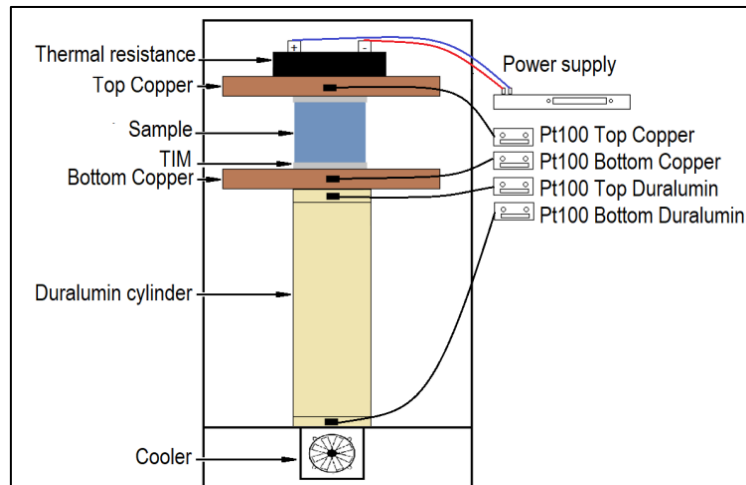 Thermal resistance
Top Copper
Sample
TIM
Bottom Copper
Duralumin cylinder
Cooler
+
-
Power supply
Pt100 Top Copper
Pt100 Bottom Copper
Pt100 Top Duralumin
Pt100 Bottom Duralumin